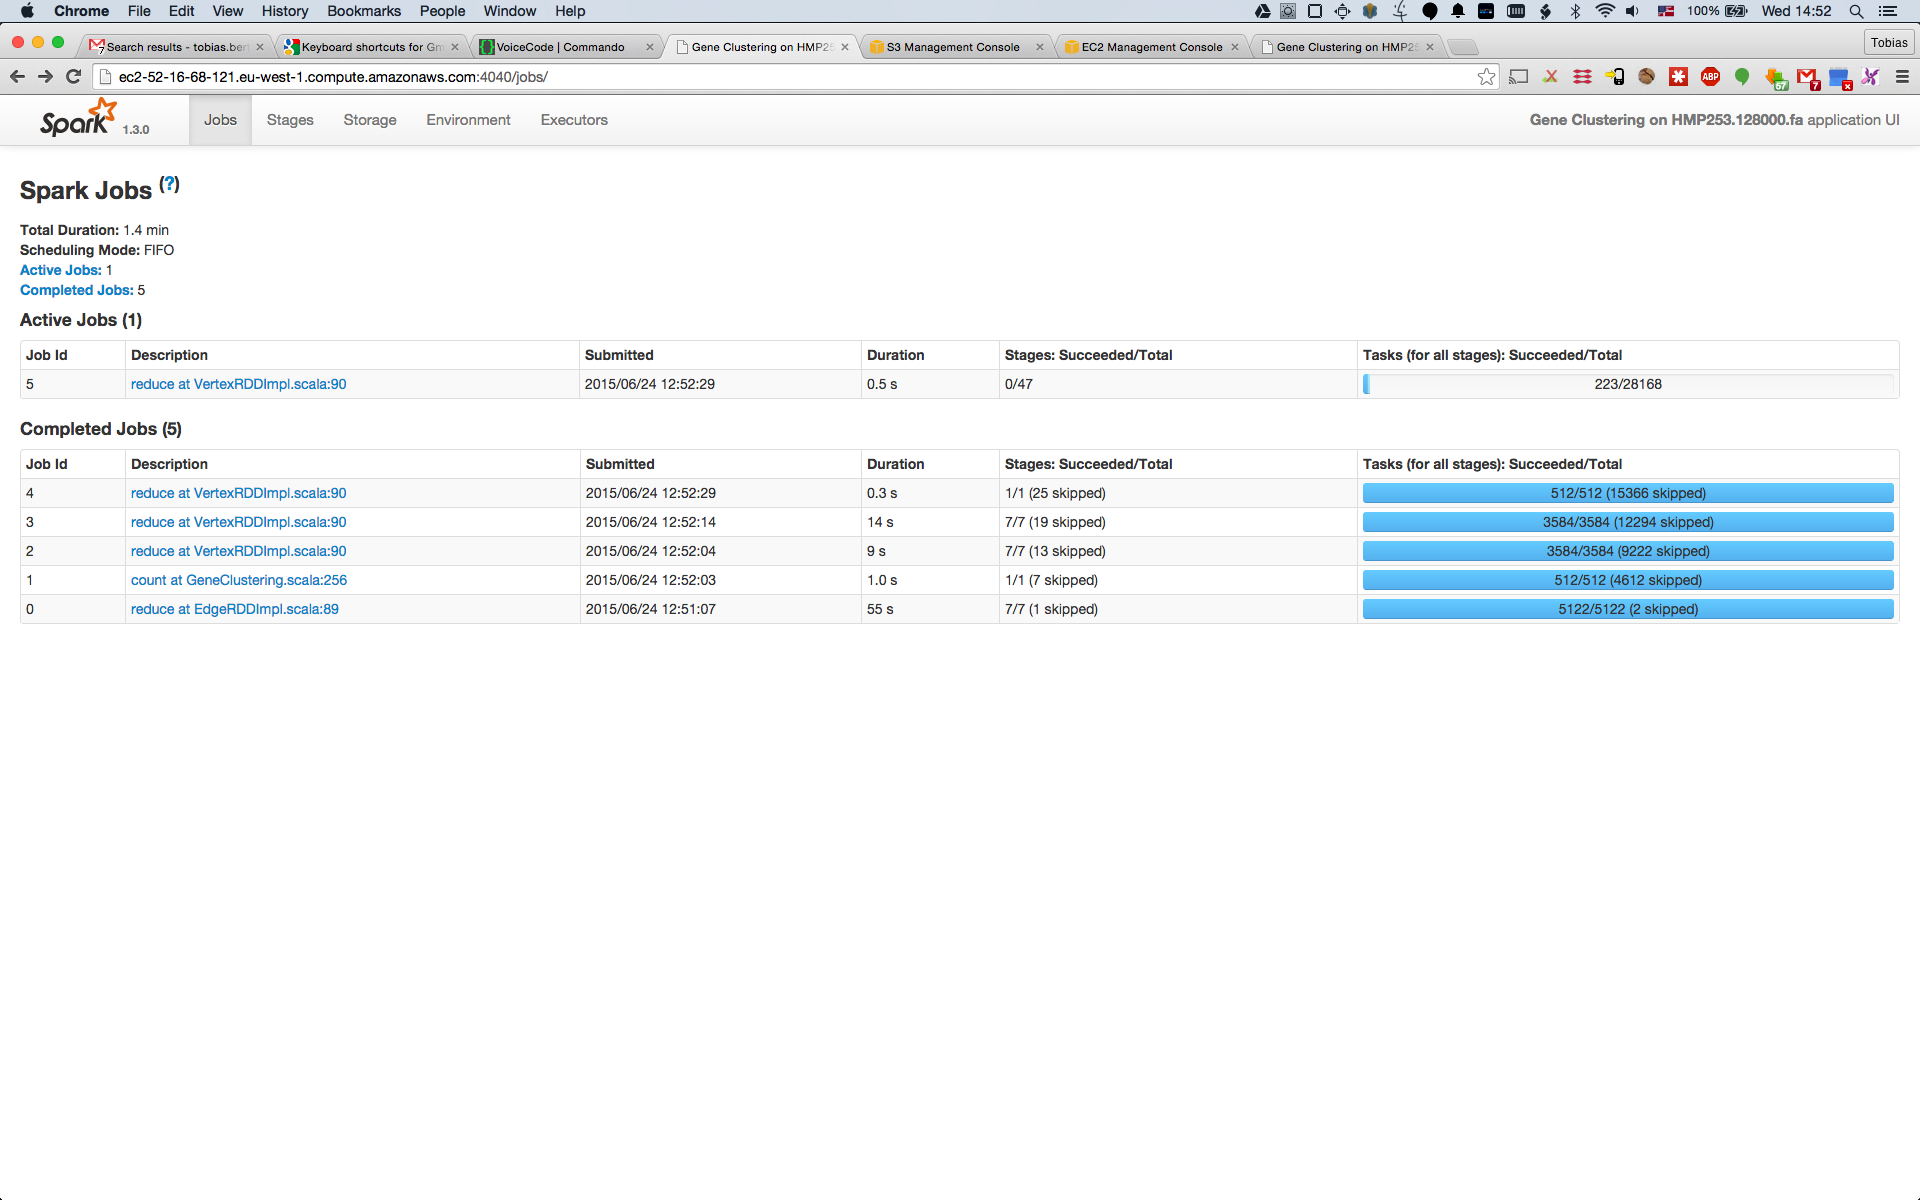 Chrome File Edit View History Bookmarks People Window Help 100% Wed 14:52
Search results - tobias.ber Keyboard shortcuts for Gm VoiceCode | Commando Gene Clustering on HMP25 S3 Management Console EC2 Management Console Gene Clustering on HMP25 Tobias
ec2-52-16-68-121.eu-west-1.compute.amazonaws.com:4040/jobs/ ABP 67 7 x
Spark 1.3.0 Jobs Stages Storage Environment Executors Gene Clustering on HMP253.128000.fa application UI
Spark Jobs (?)
Total Duration: 1.4 min
Scheduling Mode: FIFO
Active Jobs: 1
Completed Jobs: 5
Active Jobs (1)
Job Id Description Submitted Duration Stages: Succeeded/Total Tasks (for all stages): Succeeded/Total
5 reduce at VertexRDDImpl.scala:90 2015/06/24 12:52:29 0.5 s 0/47 223/28168
Completed Jobs (5)
Job Id Description Submitted Duration Stages: Succeeded/Total Tasks (for all stages): Succeeded/Total
4 reduce at VertexRDDImpl.scala:90 2015/06/24 12:52:29 0.3 s 1/1 (25 skipped) 512/512 (15366 skipped)
3 reduce at VertexRDDImpl.scala:90 2015/06/24 12:52:14 14 s 7/7 (19 skipped) 3584/3584 (12294 skipped)
2 reduce at VertexRDDImpl.scala:90 2015/06/24 12:52:04 9 s 7/7 (13 skipped) 3584/3584 (9222 skipped)
1 count at GeneClustering.scala:256 2015/06/24 12:52:03 1.0 s 1/1 (7 skipped) 512/512 (4612 skipped)
0 reduce at EdgeRDDImpl.scala:89 2015/06/24 12:51:07 55 s 7/7 (1 skipped) 5122/5122 (2 skipped)